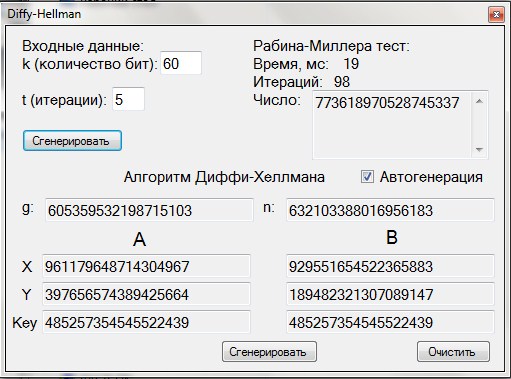 Diffy-Hellman
Входные данные:
k (количество бит): 60
t (итерации): 5
Сгенерировать
Рабина-Миллера тест:
Время, мс: 19
Итераций: 98
Число: 773618970528745337
Алгоритм Диффи-Хеллмана Автогенерация
g: 605359532198715103 n: 632103388016956183
A B
X 961179648714304967 929551654522365883
Y 397656574389425664 189482321307089147
Key 485257354545522439 485257354545522439
Сгенерировать Очистить